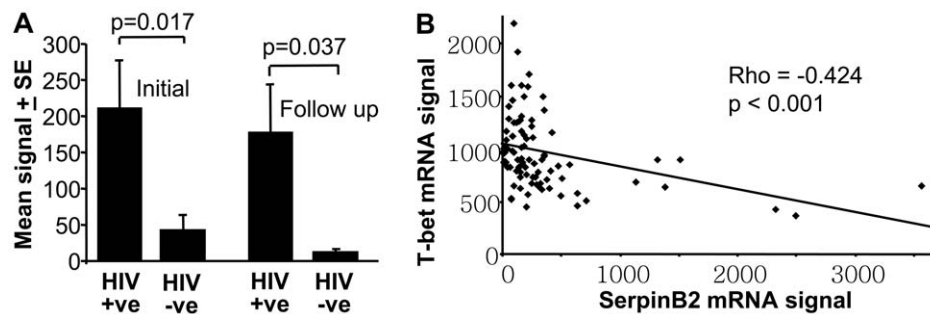 A
p=0.017
p=0.037
Mean signal ± SE
300
250
200
150
100
50
0
Initial
Follow up
HIV HIV HIV HIV
+ve -ve +ve -ve
B
T-bet mRNA signal
2000
1500
1000
500
0
Rho = -0.424
p < 0.001
0 1000 2000 3000
SerpinB2 mRNA signal